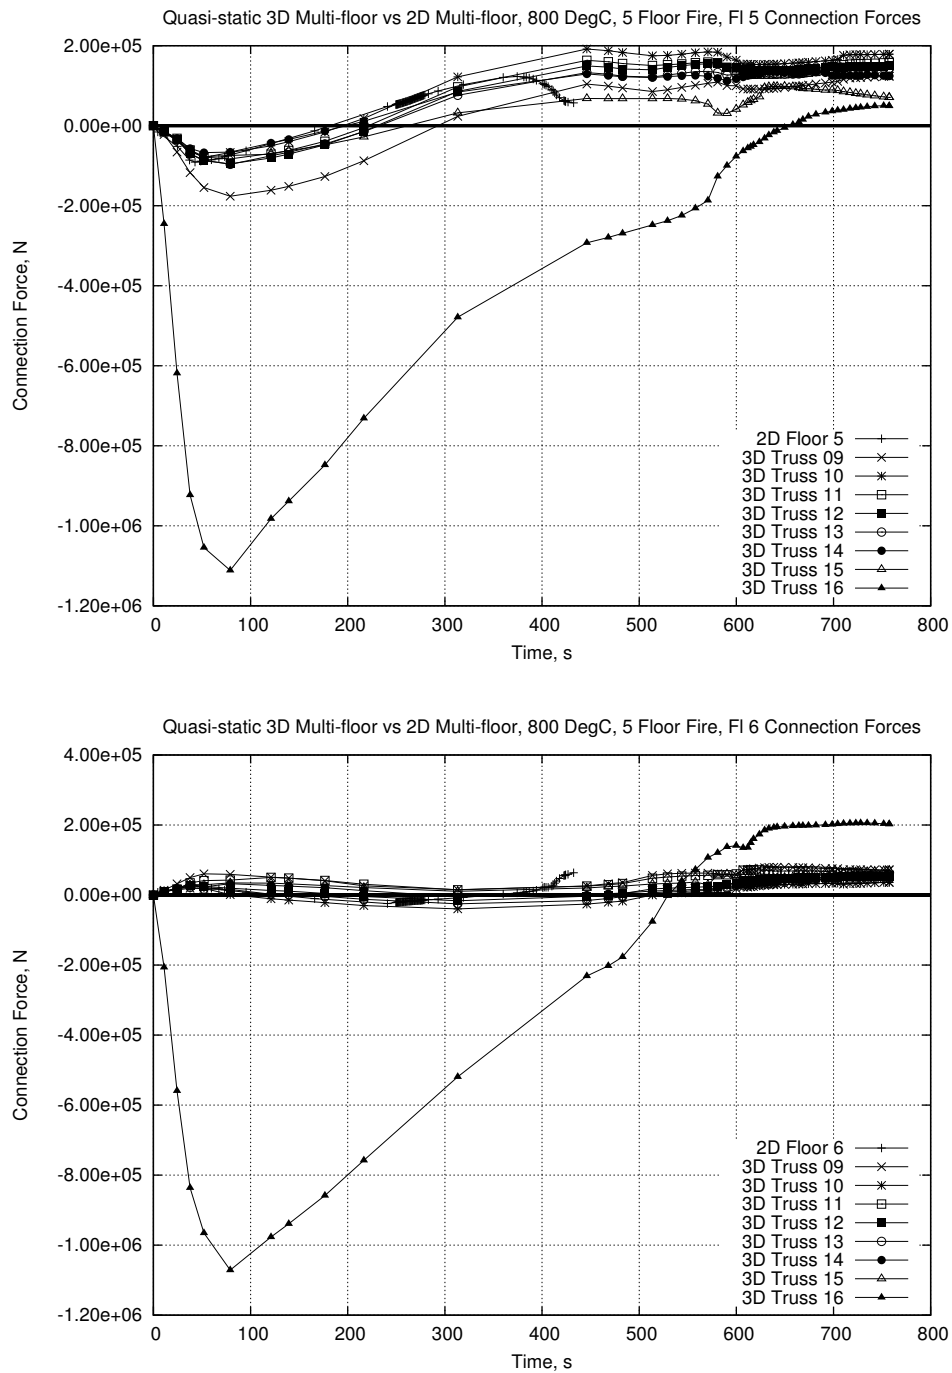 Quasi-static 3D Multi-floor vs 2D Multi-floor, 800 DegC, 5 Floor Fire, Fl 5 Connection Forces
2.00e+05
0.00e+00
-2.00e+05
-4.00e+05
-6.00e+05
-8.00e+05
-1.00e+06
-1.20e+06
Connection Force, N
2D Floor 5
3D Truss 09
3D Truss 10
3D Truss 11
3D Truss 12
3D Truss 13
3D Truss 14
3D Truss 15
3D Truss 16
0 100 200 300 400 500 600 700 800
Time, s
Quasi-static 3D Multi-floor vs 2D Multi-floor, 800 DegC, 5 Floor Fire, Fl 6 Connection Forces
4.00e+05
2.00e+05
0.00e+00
-2.00e+05
-4.00e+05
-6.00e+05
-8.00e+05
-1.00e+06
-1.20e+06
Connection Force, N
2D Floor 6
3D Truss 09
3D Truss 10
3D Truss 11
3D Truss 12
3D Truss 13
3D Truss 14
3D Truss 15
3D Truss 16
0 100 200 300 400 500 600 700 800
Time, s